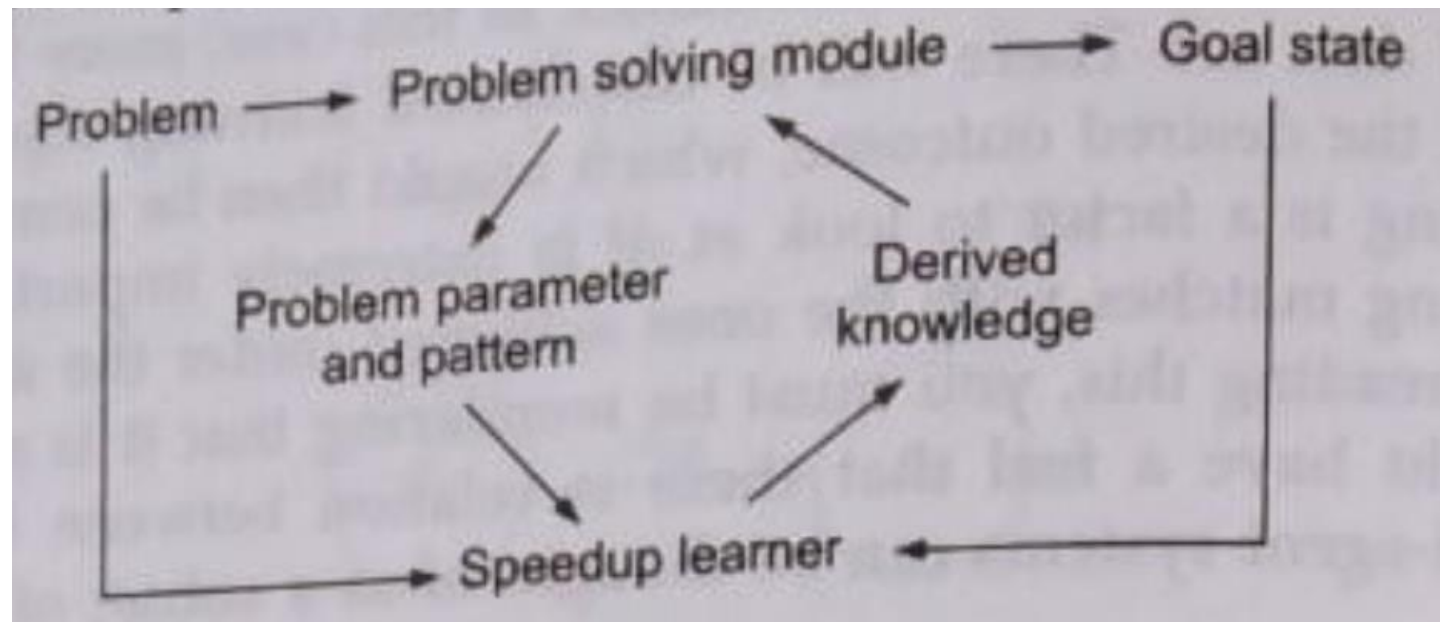 Problem
Problem solving module
Goal state
Problem parameter
and pattern
Derived
knowledge
Speedup learner